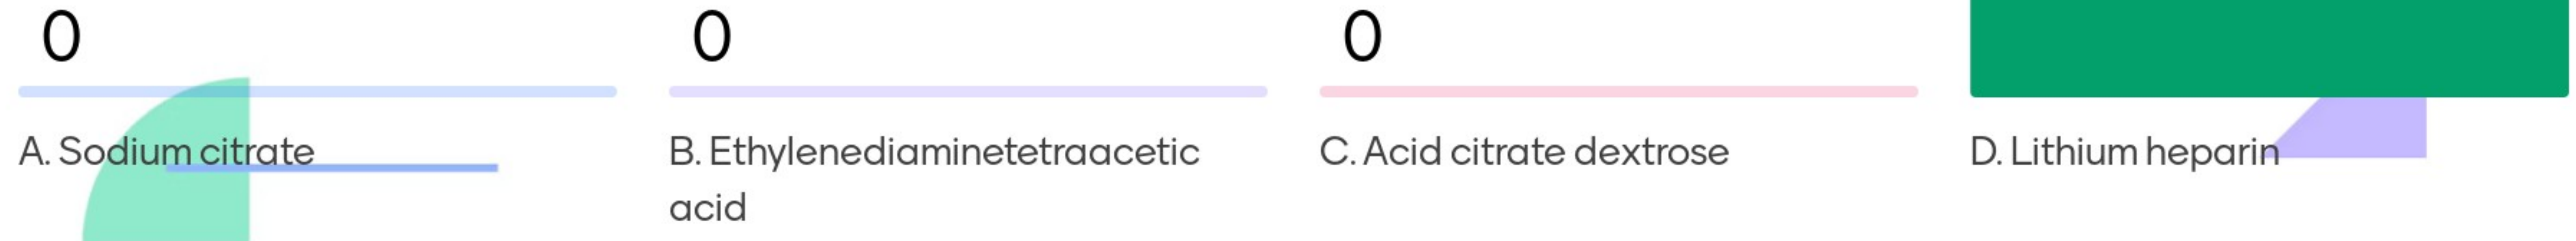 0
0
0
A. Sodium citrate
B. Ethylenediaminetetraacetic
acid
C. Acid citrate dextrose
D. Lithium heparin